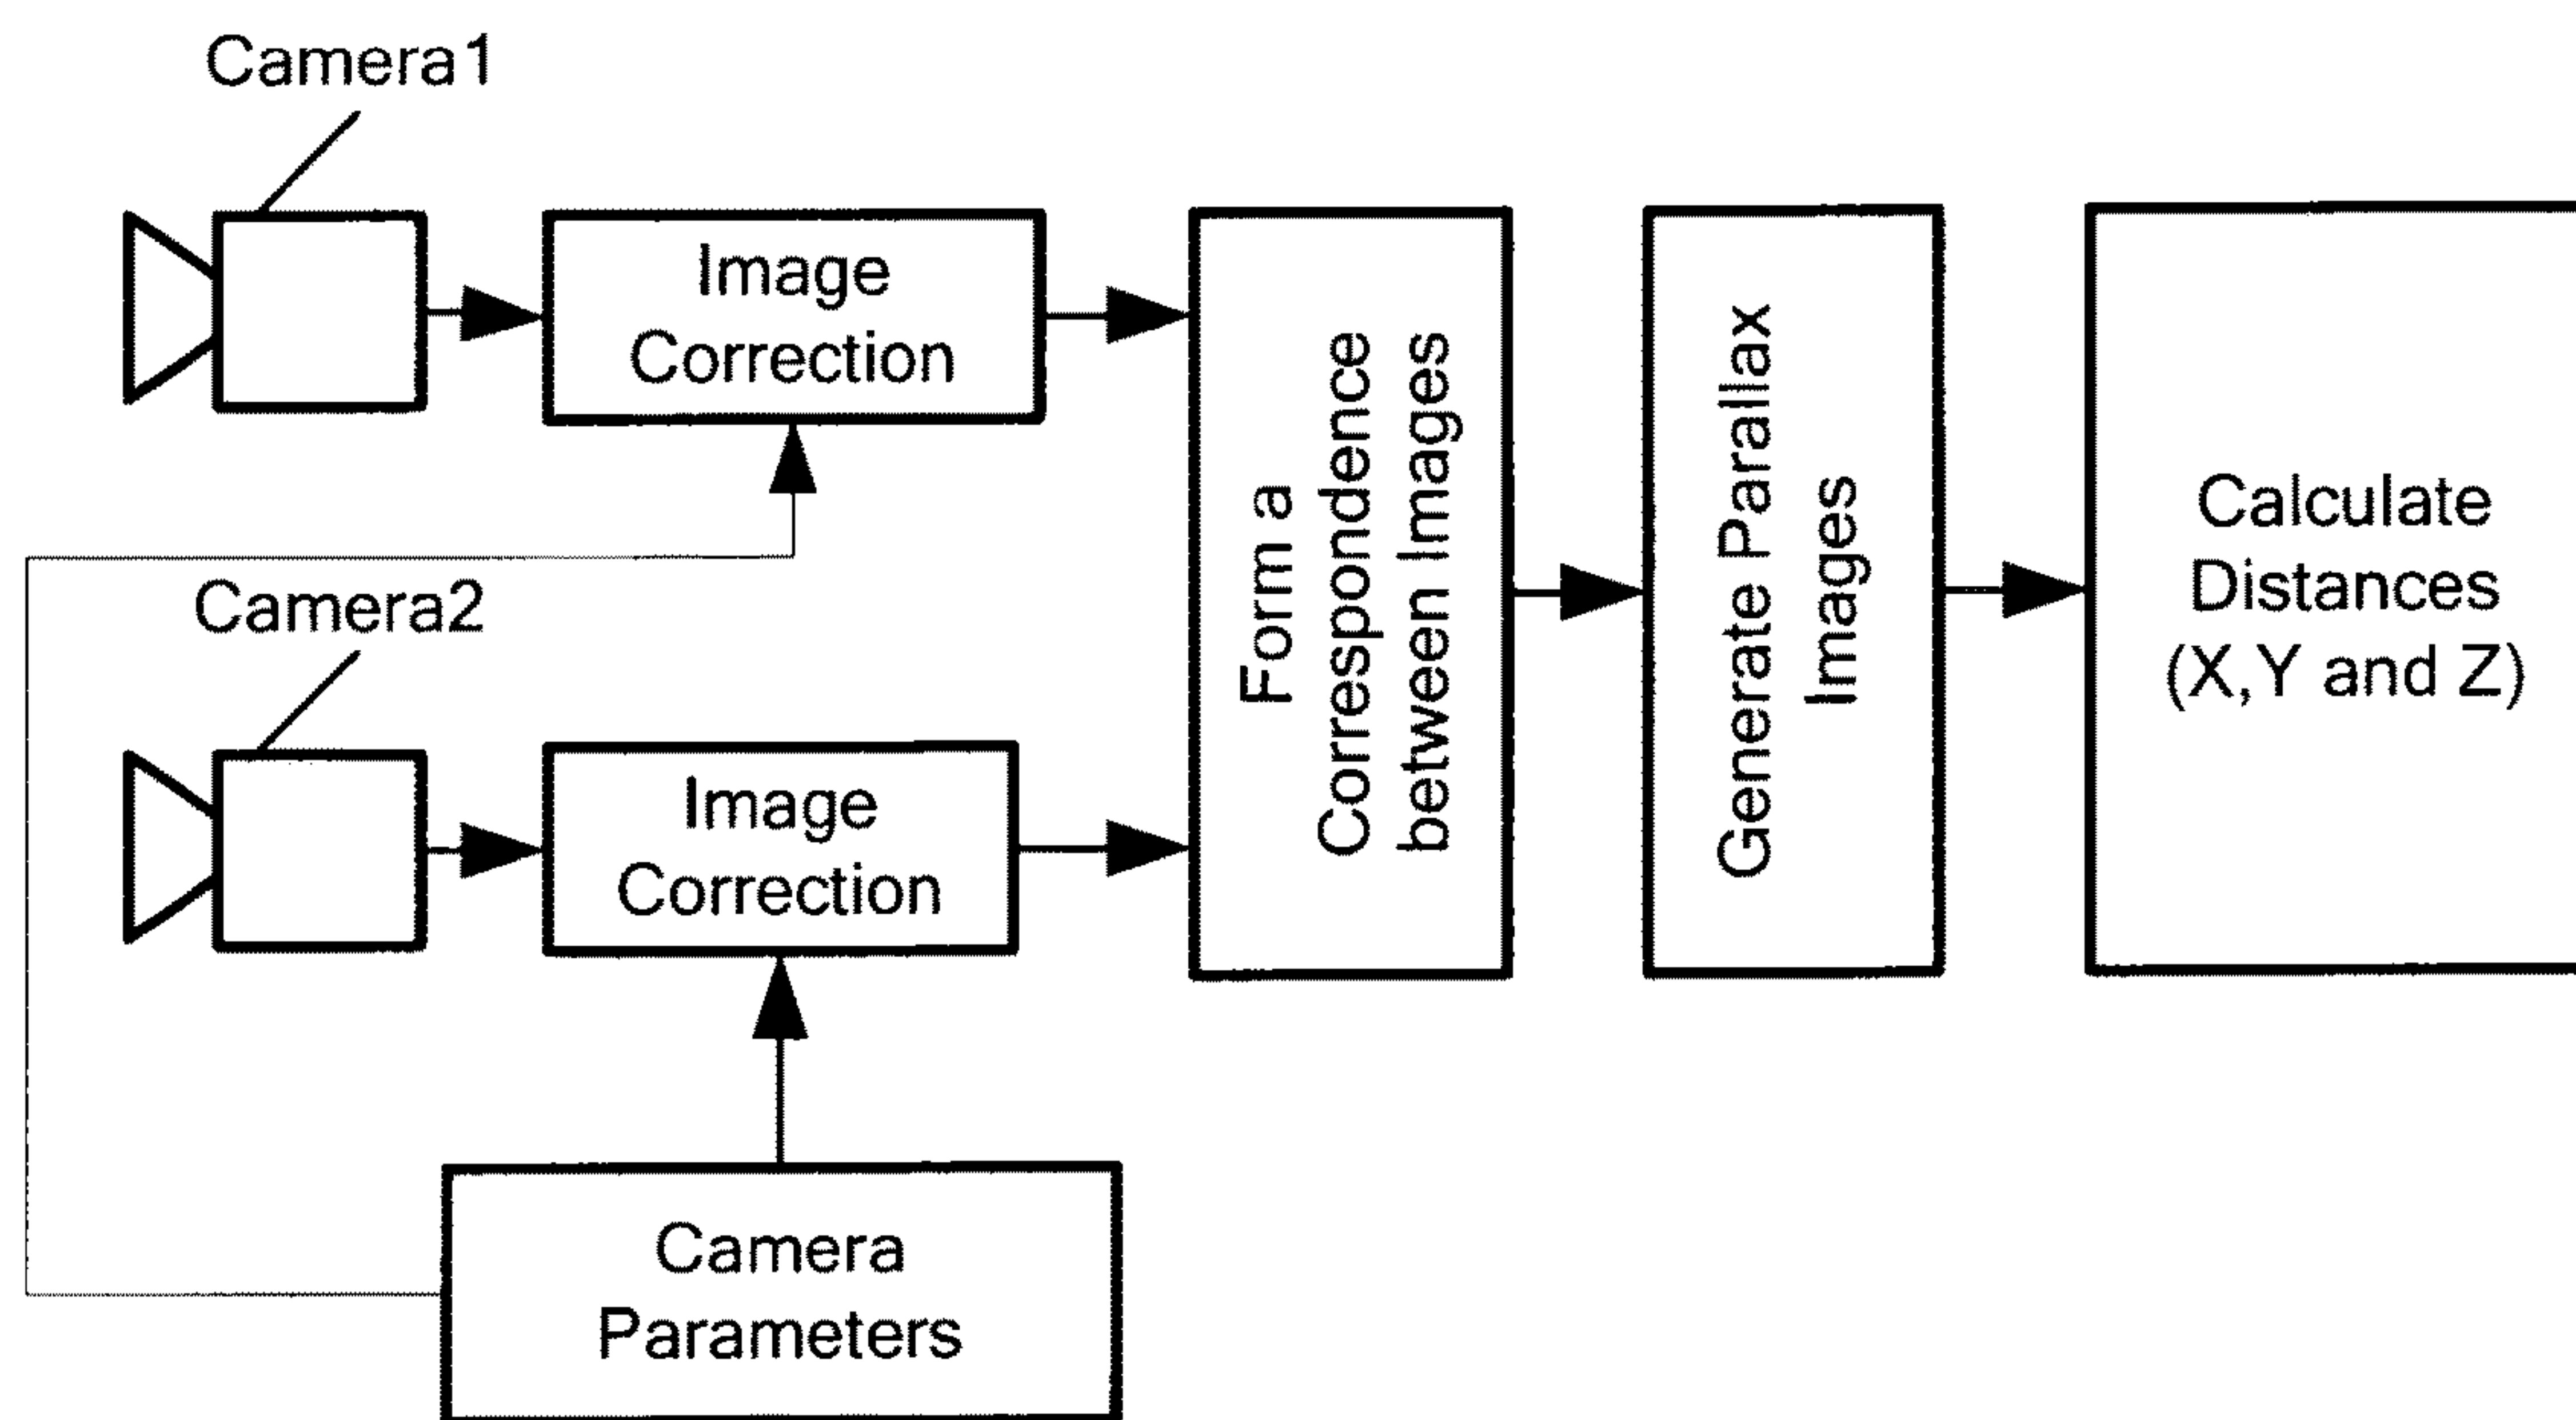 Camera1
Image
Correction
Camera2
Image
Correction
Camera
Parameters
Form a
Correspondence
between Images
Generate Parallax
Images
Calculate
Distances
(X,Y and Z)